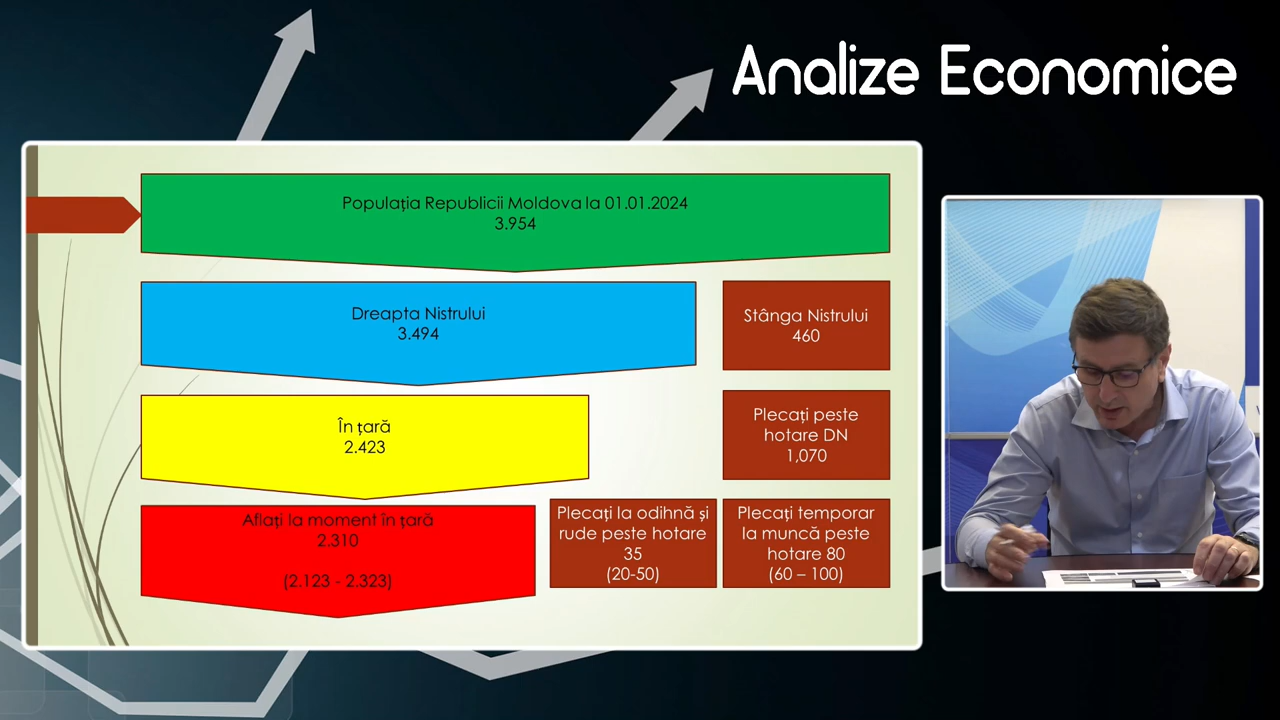 Analize Economice
Populația Republicii Moldova la 01.01.2024
3.954
Dreapta Nistrului
3.494
Stânga Nistrului
460
În țară
2.423
Plecați peste
hotare DN
1,070
Aflați la moment în țară
2.310
(2.123 - 2.323)
Plecați la odihnă și
rude peste hotare
35
(20-50)
Plecați temporar
la muncă peste
hotare 80
(60 – 100)